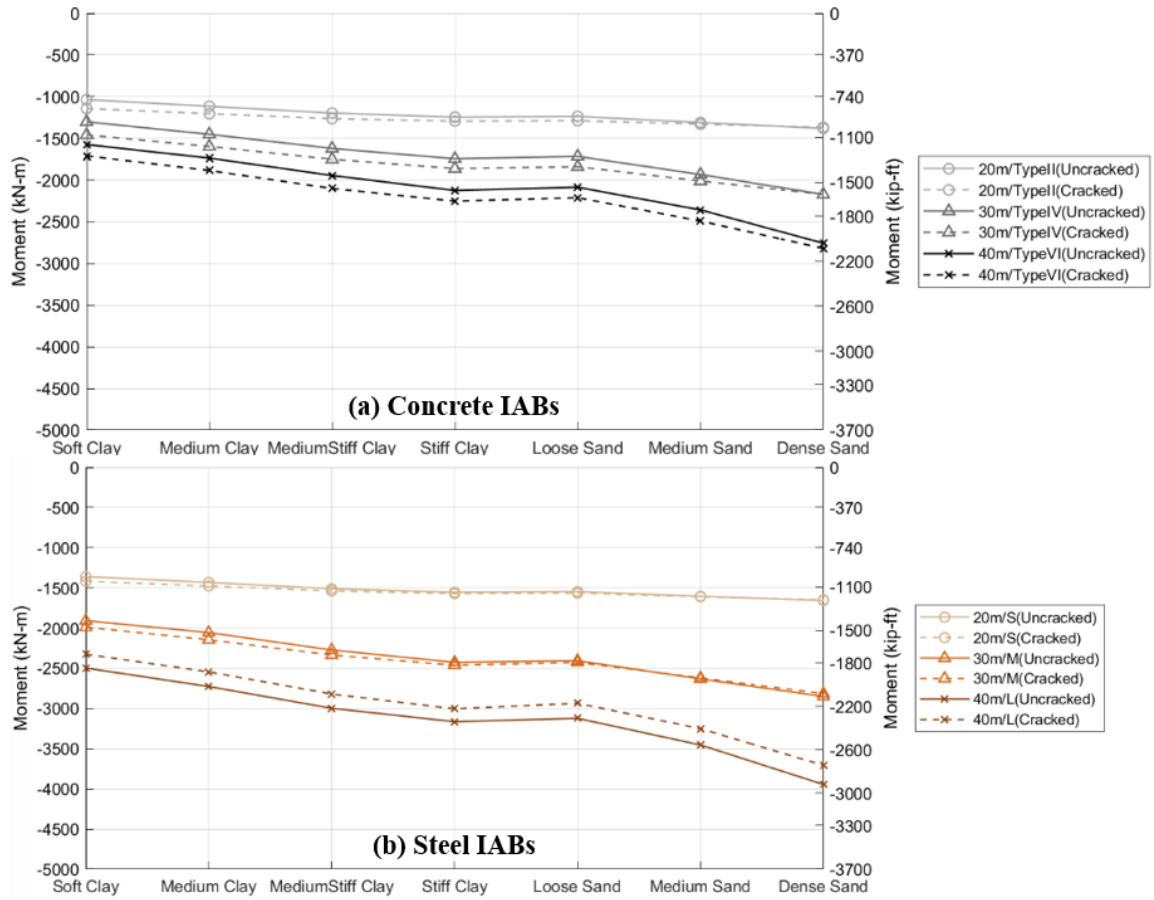 0
-500
-1000
-1500
-2000
-2500
-3000
-3500
-4000
-4500
-5000
Moment (kN-m)
0
-370
-740
-1100
-1500
-1800
-2200
-2600
-3000
-3300
-3700
Moment (kip-ft)
20m/TypeII(Uncracked)
20m/TypeII(Cracked)
30m/TypeIV(Uncracked)
30m/TypeIV(Cracked)
40m/TypeVI(Uncracked)
40m/TypeVI(Cracked)
(a) Concrete IABs
Soft Clay Medium Clay MediumStiff Clay Stiff Clay Loose Sand Medium Sand Dense Sand
0
-500
-1000
-1500
-2000
-2500
-3000
-3500
-4000
-4500
-5000
Moment (kN-m)
0
-370
-740
-1100
-1500
-1800
-2200
-2600
-3000
-3300
-3700
Moment (kip-ft)
20m/S(Uncracked)
20m/S(Cracked)
30m/M(Uncracked)
30m/M(Cracked)
40m/L(Uncracked)
40m/L(Cracked)
(b) Steel IABs
Soft Clay Medium Clay MediumStiff Clay Stiff Clay Loose Sand Medium Sand Dense Sand